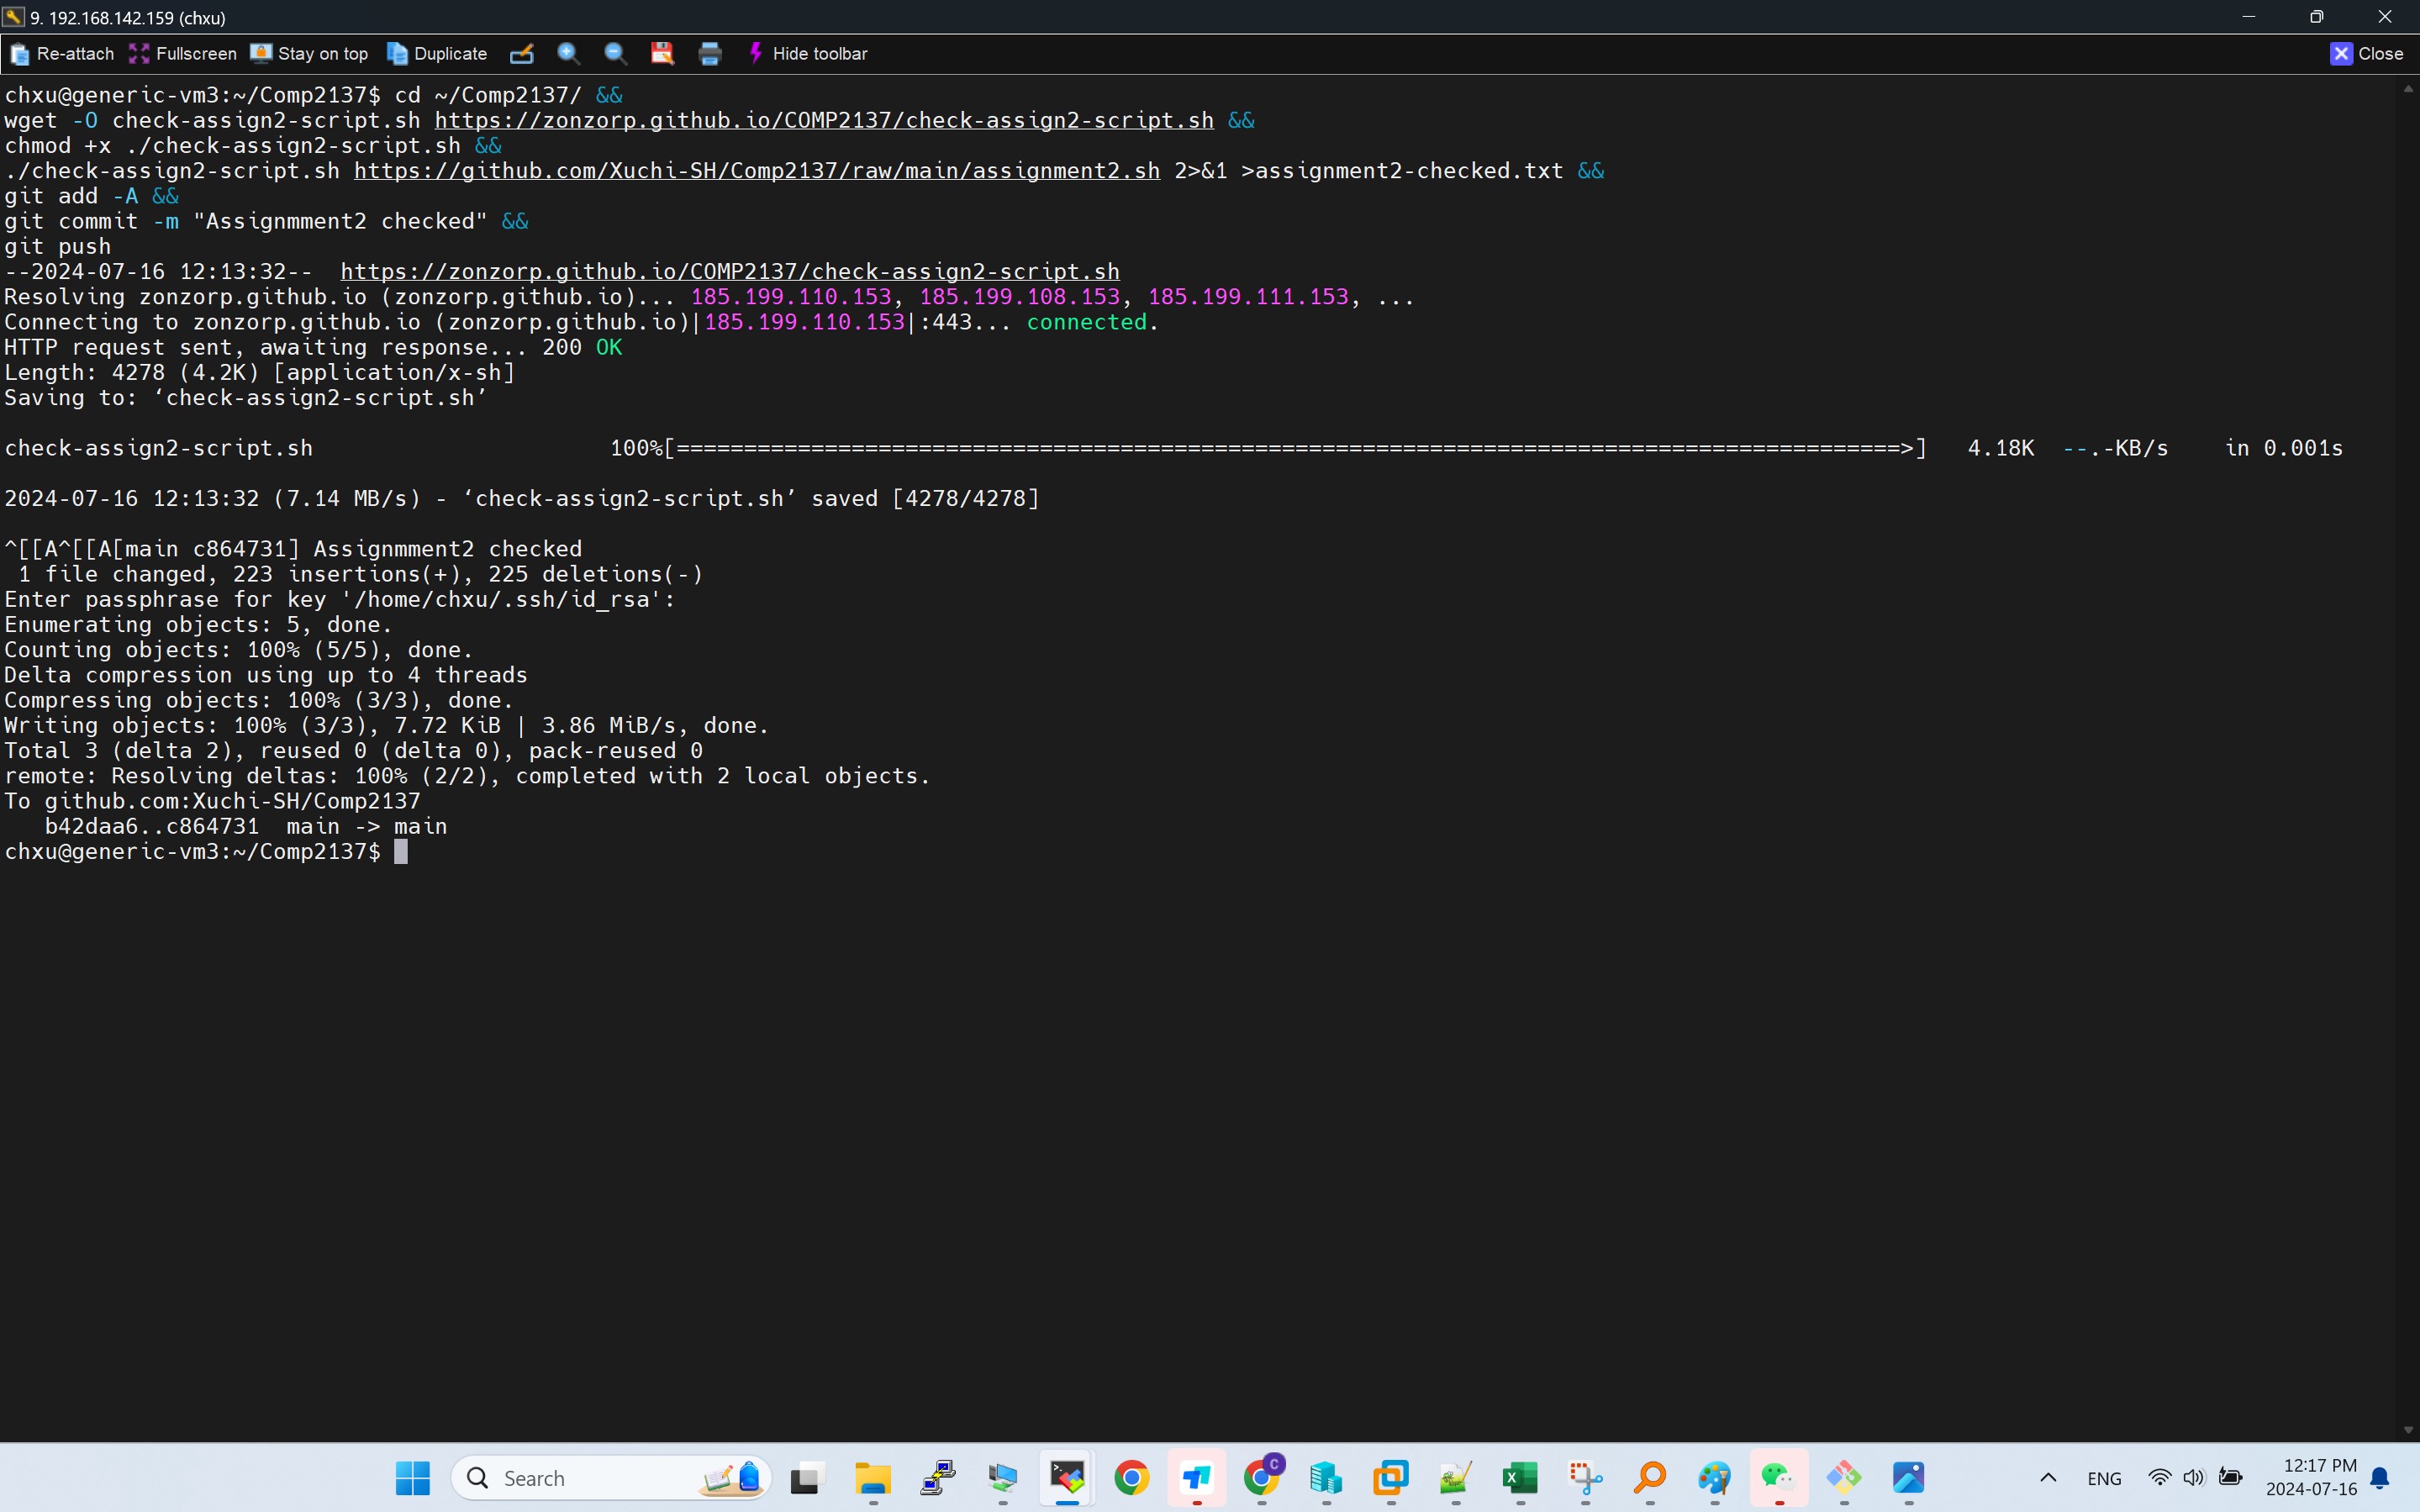 9. 192.168.142.159 (chxu)
Re-attach Fullscreen Stay on top Duplicate Hide toolbar Close
chxu@generic-vm3:~/Comp2137$ cd ~/Comp2137/ &&
wget -O check-assign2-script.sh https://zonzorp.github.io/COMP2137/check-assign2-script.sh &&
chmod +x ./check-assign2-script.sh &&
./check-assign2-script.sh https://github.com/Xuchi-SH/Comp2137/raw/main/assignment2.sh 2>&1 >assignment2-checked.txt &&
git add -A &&
git commit -m "Assignmment2 checked" &&
git push
--2024-07-16 12:13:32--  https://zonzorp.github.io/COMP2137/check-assign2-script.sh
Resolving zonzorp.github.io (zonzorp.github.io)... 185.199.110.153, 185.199.108.153, 185.199.111.153, ...
Connecting to zonzorp.github.io (zonzorp.github.io)|185.199.110.153|:443... connected.
HTTP request sent, awaiting response... 200 OK
Length: 4278 (4.2K) [application/x-sh]
Saving to: ‘check-assign2-script.sh’
check-assign2-script.sh 100%[===========================================================================================>] 4.18K --.-KB/s in 0.001s
2024-07-16 12:13:32 (7.14 MB/s) - ‘check-assign2-script.sh’ saved [4278/4278]
^[[A^[[A[main c864731] Assignmment2 checked
 1 file changed, 223 insertions(+), 225 deletions(-)
Enter passphrase for key '/home/chxu/.ssh/id_rsa':
Enumerating objects: 5, done.
Counting objects: 100% (5/5), done.
Delta compression using up to 4 threads
Compressing objects: 100% (3/3), done.
Writing objects: 100% (3/3), 7.72 KiB | 3.86 MiB/s, done.
Total 3 (delta 2), reused 0 (delta 0), pack-reused 0
remote: Resolving deltas: 100% (2/2), completed with 2 local objects.
To github.com:Xuchi-SH/Comp2137
   b42daa6..c864731  main -> main
chxu@generic-vm3:~/Comp2137$
Search
C
X
ENG
12:17 PM
2024-07-16